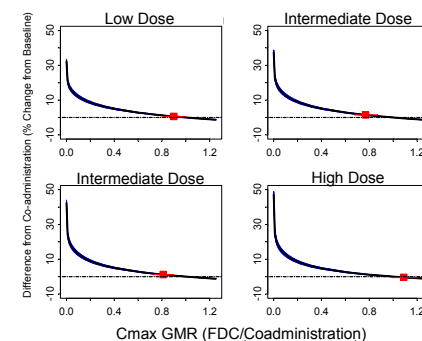 Difference from Co-administration (% Change from Baseline)
Low Dose
50
30
10
-10
0.0 0.4 0.8 1.2
Intermediate Dose
50
30
10
-10
0.0 0.4 0.8 1.2
Intermediate Dose
50
30
10
-10
0.0 0.4 0.8 1.2
High Dose
50
30
10
-10
0.0 0.4 0.8 1.2
Cmax GMR (FDC/Coadministration)